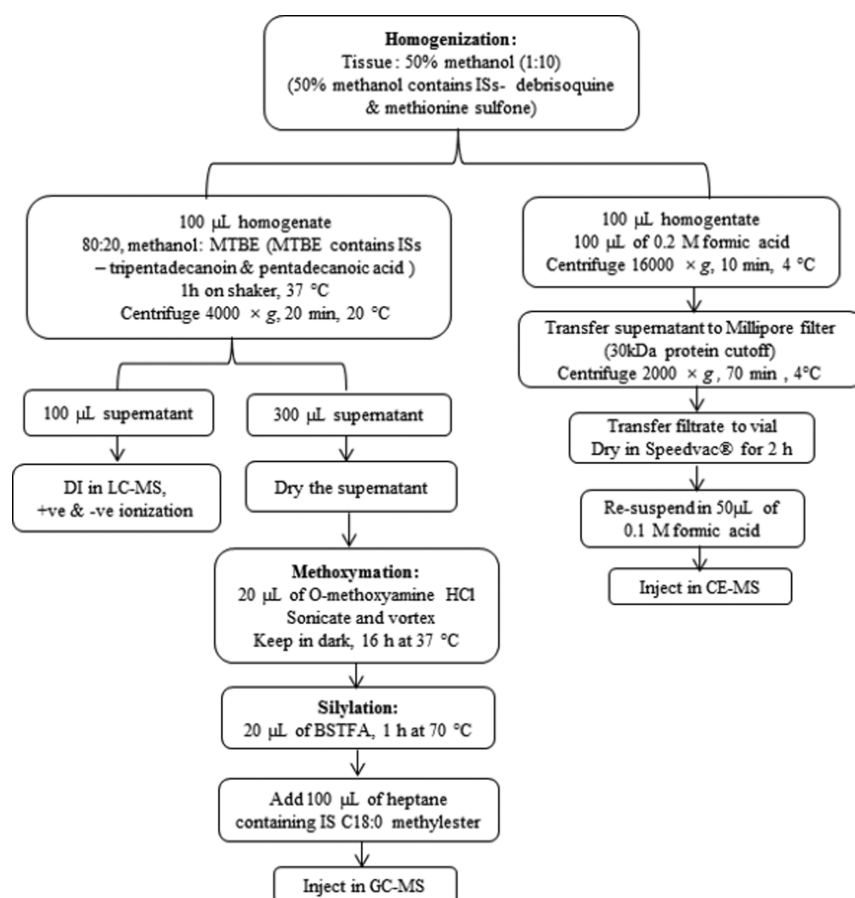 Homogenization:
Tissue : 50% methanol (1:10)
(50% methanol contains ISs- debrisoquine
& methionine sulfone)
100 µL homogenate
80:20, methanol: MTBE (MTBE contains ISs
– tripentadecanoin & pentadecanoic acid )
1h on shaker, 37 °C
Centrifuge 4000 × g, 20 min, 20 °C
100 µL homogentate
100 µL of 0.2 M formic acid
Centrifuge 16000 × g, 10 min, 4 °C
Transfer supernatant to Millipore filter
(30kDa protein cutoff)
Centrifuge 2000 × g , 70 min , 4°C
100 µL supernatant
300 µL supernatant
Transfer filtrate to vial
Dry in Speedvac® for 2 h
DI in LC-MS,
+ve & -ve ionization
Dry the supernatant
Re-suspend in 50µL of
0.1 M formic acid
Methoxymation:
20 µL of O-methoxyamine HCl
Sonicate and vortex
Keep in dark, 16 h at 37 °C
Inject in CE-MS
Silylation:
20 µL of BSTFA, 1 h at 70 °C
Add 100 µL of heptane
containing IS C18:0 methylester
Inject in GC-MS